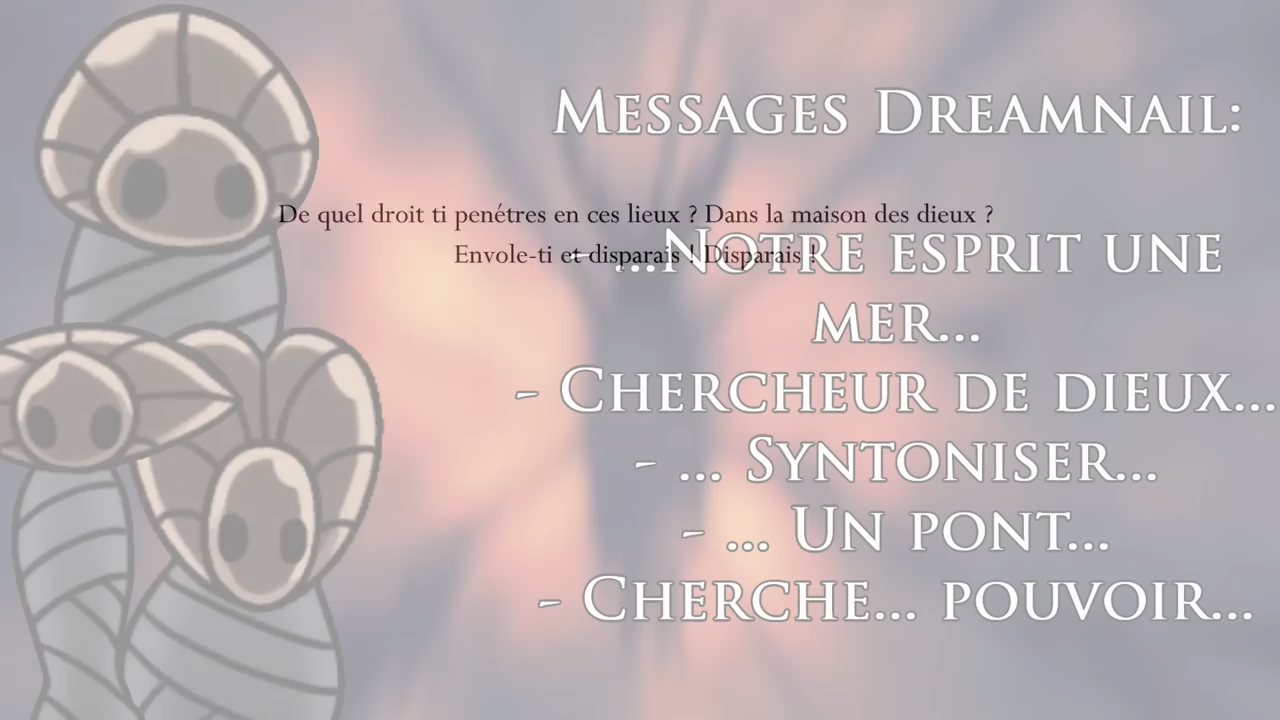 MESSAGES DREAMNAIL:
De quel droit ti penétres en ces lieux ? Dans la maison des dieux ?
Envole-ti et disparais ! Disparais !
- ...NOTRE ESPRIT UNE
MER...
- CHERCHEUR DE DIEUX...
- ... SYNTONISER...
- ... UN PONT...
- CHERCHE... POUVOIR...